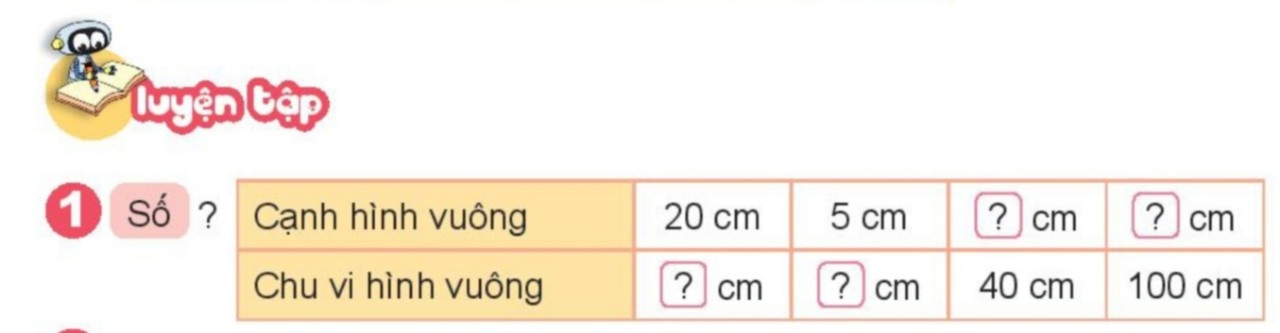 luyện tập
1 Số ? Cạnh hình vuông 20 cm 5 cm ? cm ? cm
Chu vi hình vuông ? cm ? cm 40 cm 100 cm